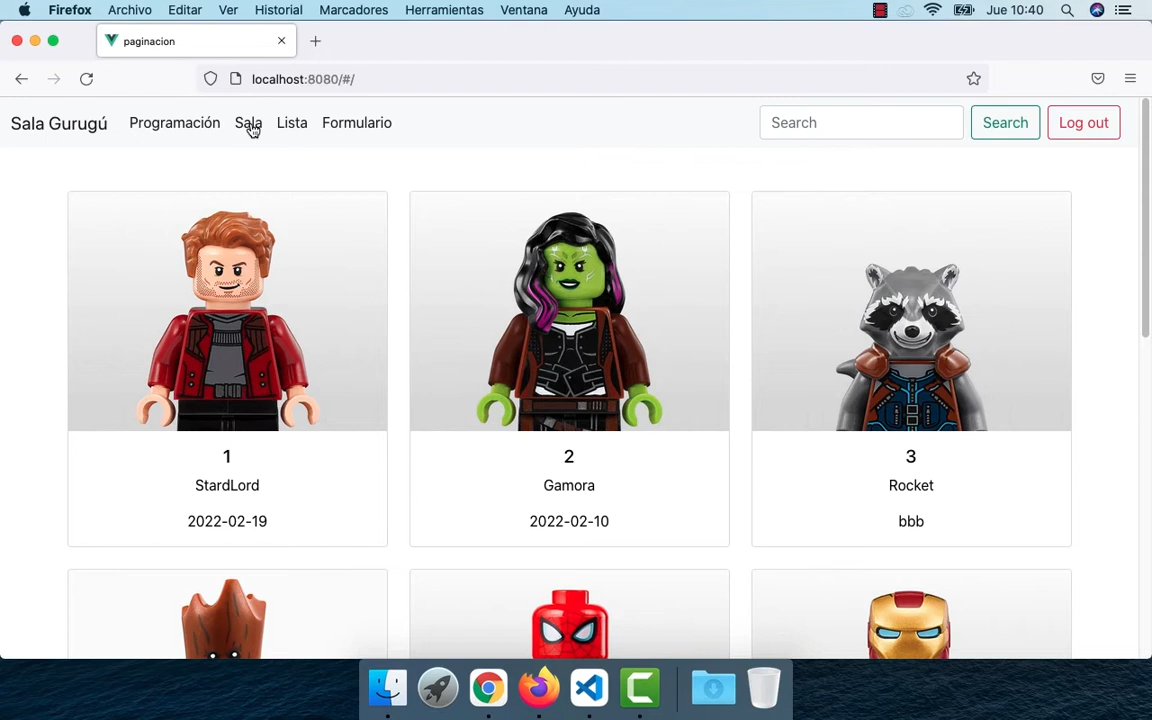 Firefox Archivo Editar Ver Historial Marcadores Herramientas Ventana Ayuda Jue 10:40
paginacion
localhost:8080/#/
Sala Gurugú Programación Sala Lista Formulario Search Search Log out
1 2 3
StardLord Gamora Rocket
2022-02-19 2022-02-10 bbb